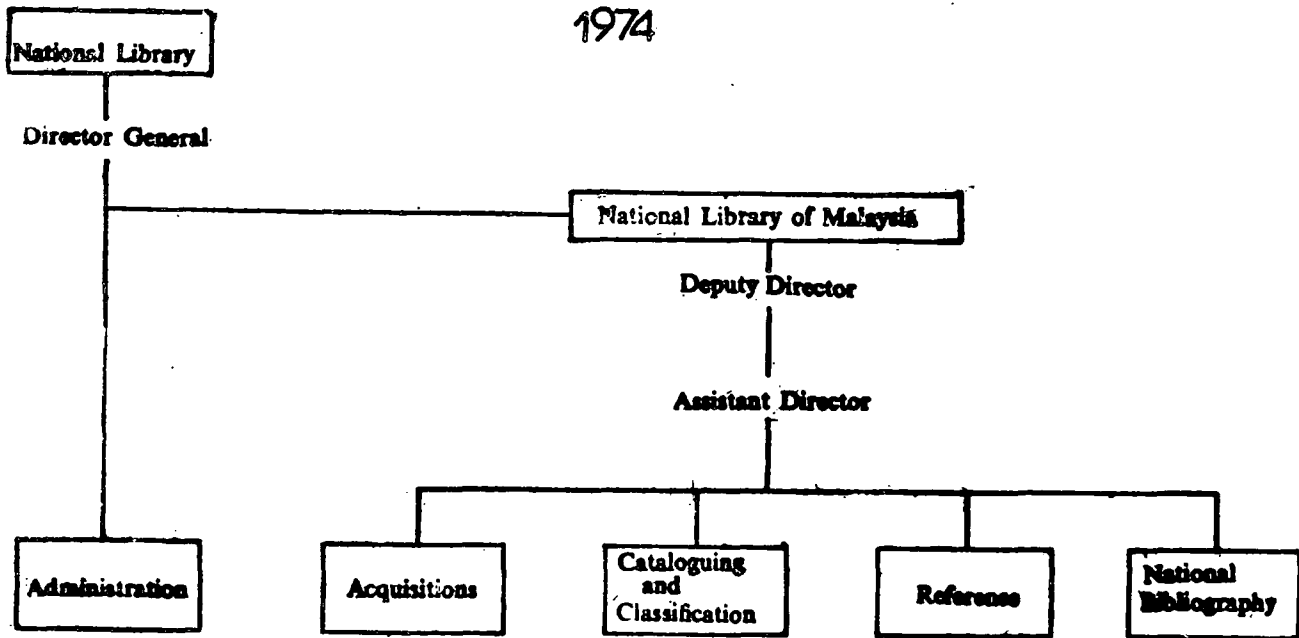 1974
National Library
Director General
National Library of Malaysia
Deputy Director
Assistant Director
Administration
Acquisitions
Cataloguing
and
Classification
Reference
National
Bibliography